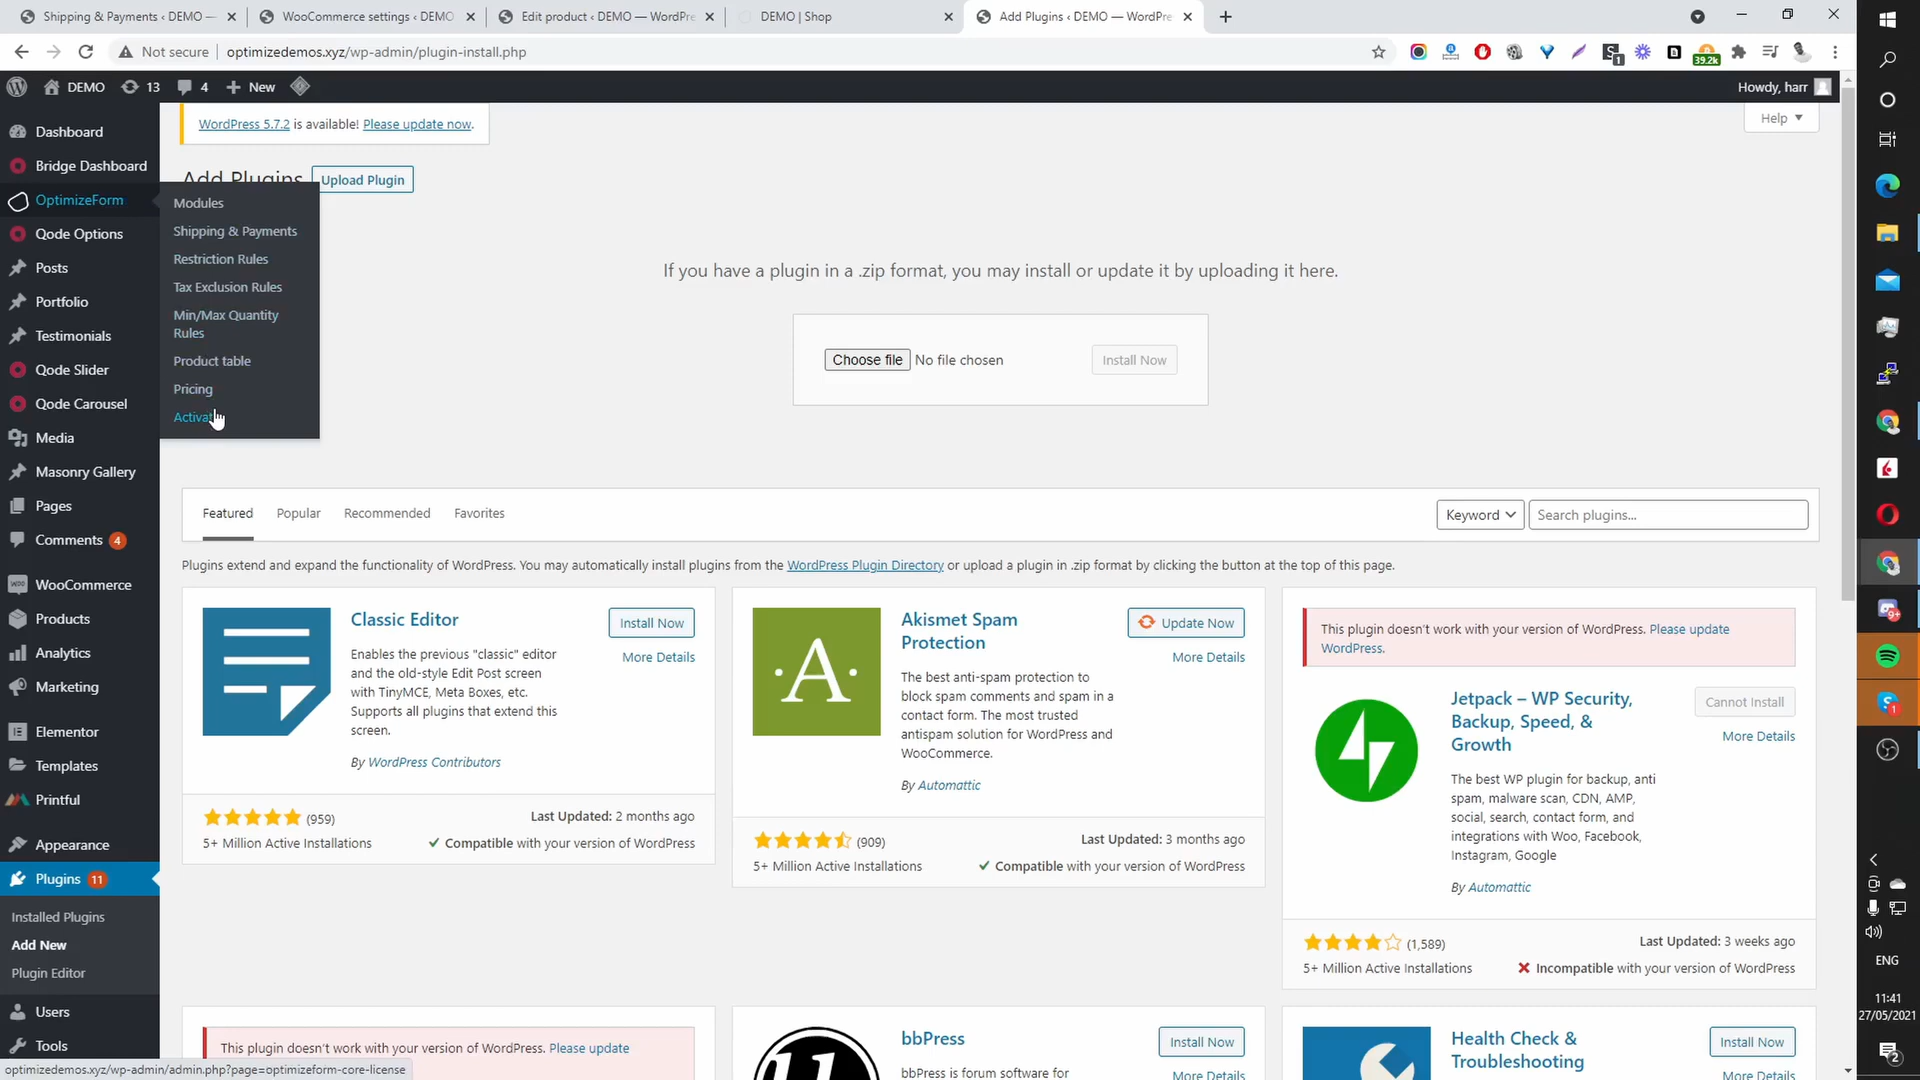 Shipping & Payments ‹ DEMO —
WooCommerce settings ‹ DEMO
Edit product ‹ DEMO — WordPre
DEMO | Shop
Add Plugins ‹ DEMO — WordPre
Not secure
optimizedemos.xyz/wp-admin/plugin-install.php
1
39.2k
DEMO
13
4
New
Howdy, harr
WordPress 5.7.2 is available! Please update now.
Help
Add Plugins
Upload Plugin
Dashboard
Bridge Dashboard
OptimizeForm
Qode Options
Posts
Portfolio
Testimonials
Qode Slider
Qode Carousel
Media
Masonry Gallery
Pages
Comments 4
WooCommerce
Products
Analytics
Marketing
Elementor
Templates
Printful
Appearance
Plugins 11
Installed Plugins
Add New
Plugin Editor
Users
Tools
Modules
Shipping & Payments
Restriction Rules
Tax Exclusion Rules
Min/Max Quantity
Rules
Product table
Pricing
If you have a plugin in a .zip format, you may install or update it by uploading it here.
Choose file No file chosen
Install Now
Featured
Popular
Recommended
Favorites
Keyword
Search plugins...
Plugins extend and expand the functionality of WordPress. You may automatically install plugins from the WordPress Plugin Directory or upload a plugin in .zip format by clicking the button at the top of this page.
Classic Editor
Install Now
More Details
Enables the previous "classic" editor
and the old-style Edit Post screen
with TinyMCE, Meta Boxes, etc.
Supports all plugins that extend this
screen.
By WordPress Contributors
(959)
5+ Million Active Installations
Last Updated: 2 months ago
Compatible with your version of WordPress
A
Akismet Spam
Protection
Update Now
More Details
The best anti-spam protection to
block spam comments and spam in a
contact form. The most trusted
antispam solution for WordPress and
WooCommerce.
By Automattic
(909)
5+ Million Active Installations
Last Updated: 3 months ago
Compatible with your version of WordPress
This plugin doesn't work with your version of WordPress. Please update
WordPress.
Jetpack – WP Security,
Backup, Speed, &
Growth
Cannot Install
More Details
The best WP plugin for backup, anti
spam, malware scan, CDN, AMP,
social, search, contact form, and
integrations with Woo, Facebook,
Instagram, Google
By Automattic
(1,589)
5+ Million Active Installations
Last Updated: 3 weeks ago
Incompatible with your version of WordPress
This plugin doesn't work with your version of WordPress. Please update
bbPress
Install Now
More Details
bbPress is forum software for
Health Check &
Troubleshooting
Install Now
More Details
optimizedemos.xyz/wp-admin/admin.php?page=optimizeform-core-license
9+
1
ENG
11:41
27/05/2021
2